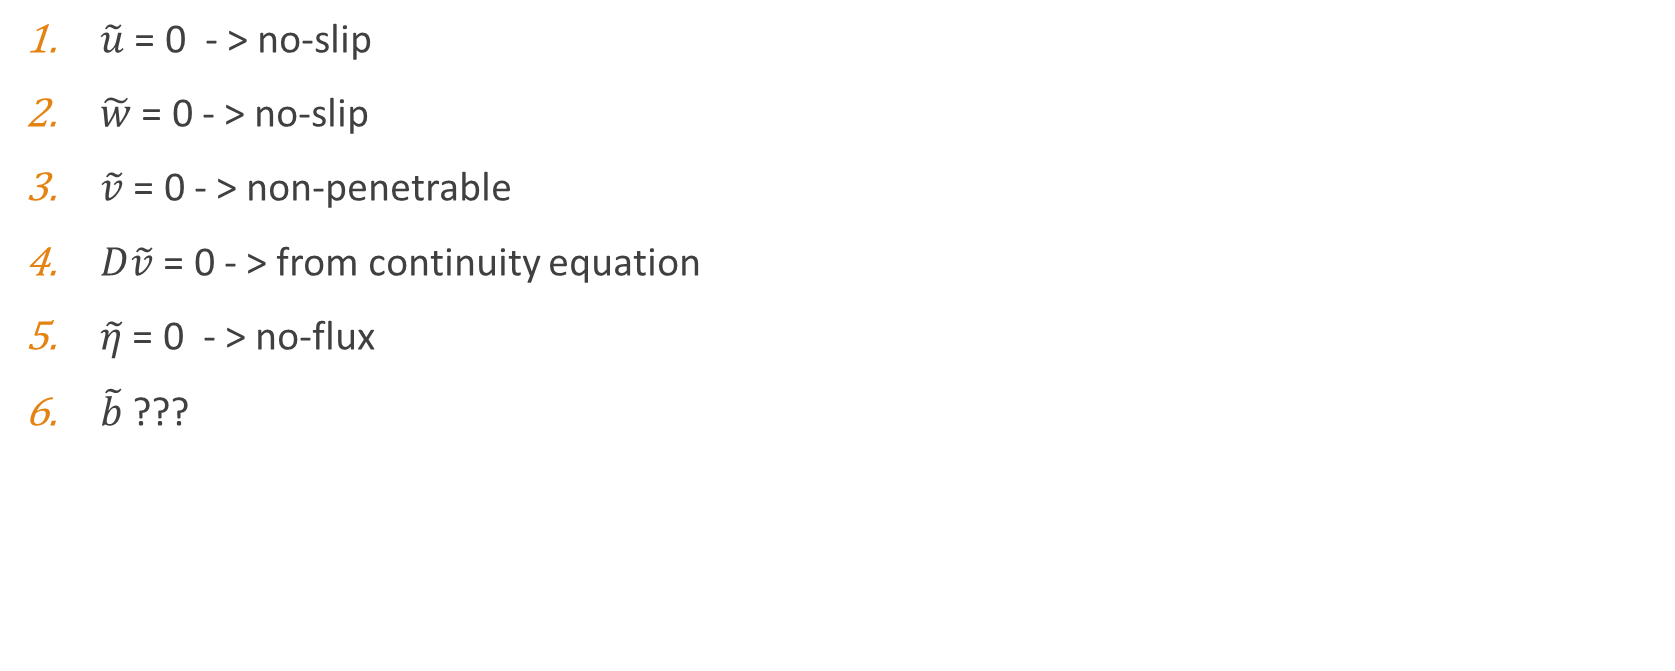 1. ũ = 0 - > no-slip
2. w̃ = 0 - > no-slip
3. ṽ = 0 - > non-penetrable
4. Dṽ = 0 - > from continuity equation
5. η̃ = 0 - > no-flux
6. b̃ ???